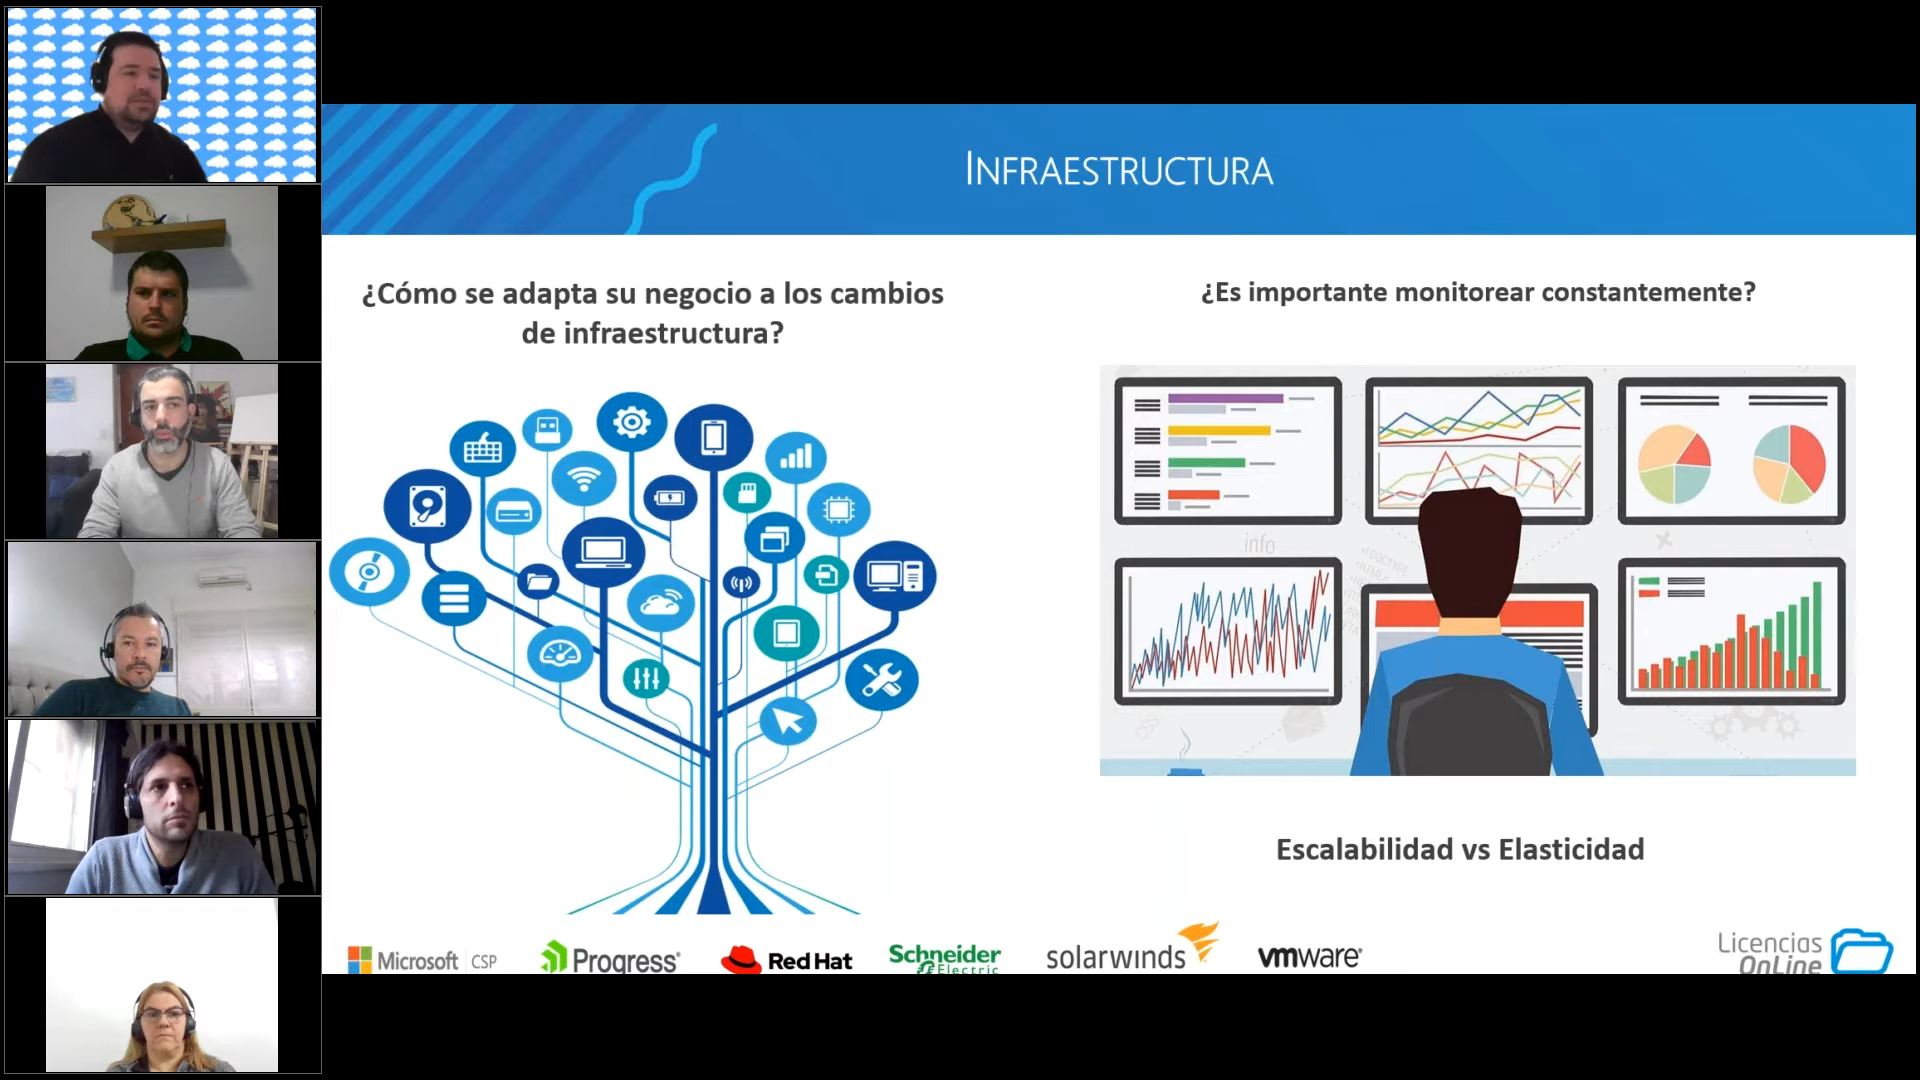 INFRAESTRUCTURA
¿Cómo se adapta su negocio a los cambios
de infraestructura?
¿Es importante monitorear constantemente?
info
Escalabilidad vs Elasticidad
Microsoft | CSP
Progress
Red Hat
Schneider
Electric
solarwinds
vmware
Licencias
OnLine